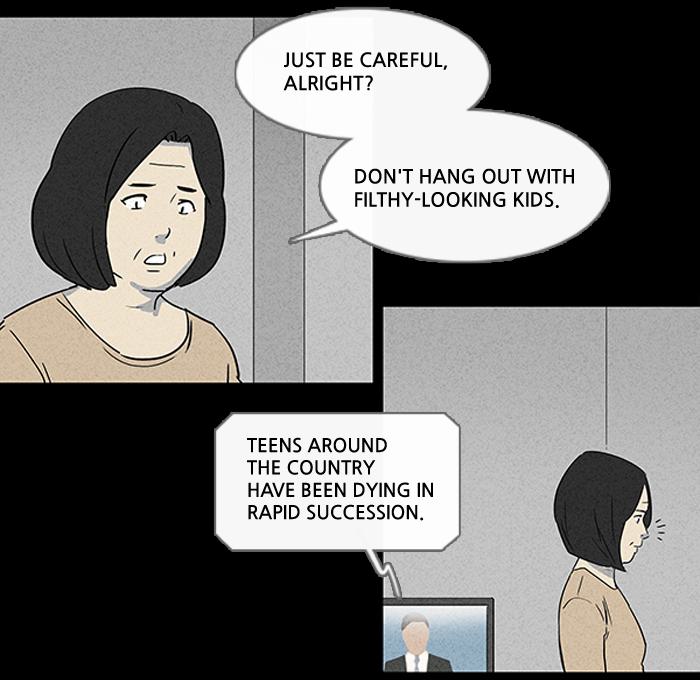 JUST BE CAREFUL,
ALRIGHT?
DON'T HANG OUT WITH
FILTHY-LOOKING KIDS.
TEENS AROUND
THE COUNTRY
HAVE BEEN DYING IN
RAPID SUCCESSION.